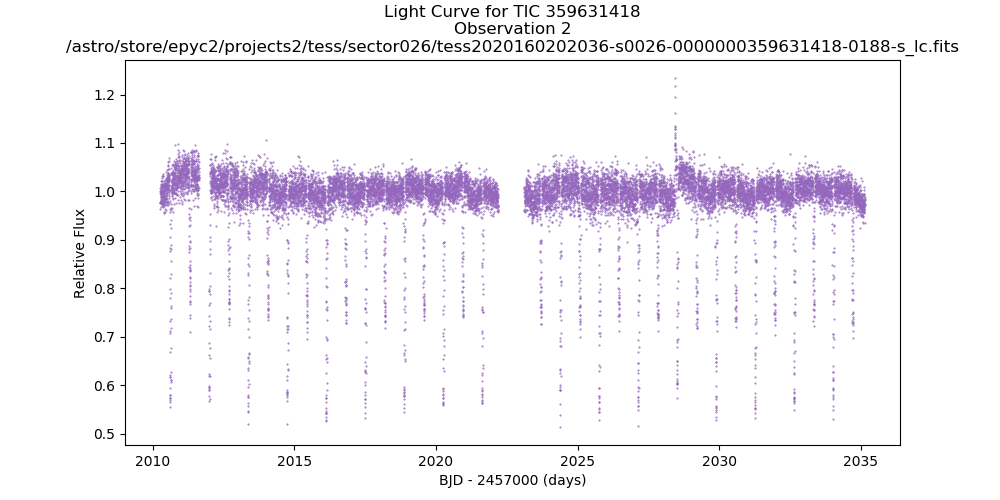 Light Curve for TIC 359631418
Observation 2
/astro/store/epyc2/projects2/tess/sector026/tess2020160202036-s0026-0000000359631418-0188-s_lc.fits
1.2
1.1
1.0
0.9
0.8
0.7
0.6
0.5
Relative Flux
2010 2015 2020 2025 2030 2035
BJD - 2457000 (days)